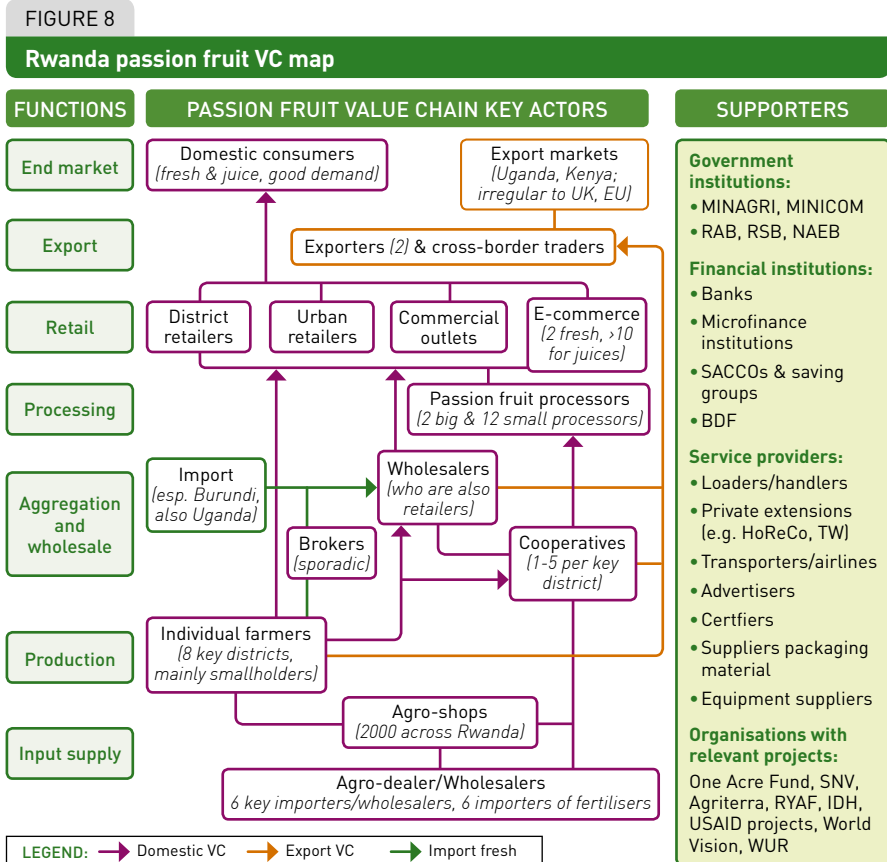 FIGURE 8
Rwanda passion fruit VC map
FUNCTIONS
PASSION FRUIT VALUE CHAIN KEY ACTORS
SUPPORTERS
End market
Domestic consumers
(fresh & juice, good demand)
Export markets
(Uganda, Kenya;
irregular to UK, EU)
Export
Exporters (2) & cross-border traders
Retail
District
retailers
Urban
retailers
Commercial
outlets
E-commerce
(2 fresh, >10
for juices)
Processing
Passion fruit processors
(2 big & 12 small processors)
Aggregation
and
wholesale
Import
(esp. Burundi,
also Uganda)
Wholesalers
(who are also
retailers)
Brokers
(sporadic)
Cooperatives
(1-5 per key
district)
Production
Individual farmers
(8 key districts,
mainly smallholders)
Input supply
Agro-shops
(2000 across Rwanda)
Agro-dealer/Wholesalers
6 key importers/wholesalers, 6 importers of fertilisers
Government
institutions:
• MINAGRI, MINICOM
• RAB, RSB, NAEB
Financial institutions:
• Banks
• Microfinance
institutions
• SACCOs & saving
groups
• BDF
Service providers:
• Loaders/handlers
• Private extensions
(e.g. HoReCo, TW)
• Transporters/airlines
• Advertisers
• Certfiers
• Suppliers packaging
material
• Equipment suppliers
Organisations with
relevant projects:
One Acre Fund, SNV,
Agriterra, RYAF, IDH,
USAID projects, World
Vision, WUR
LEGEND: Domestic VC Export VC Import fresh